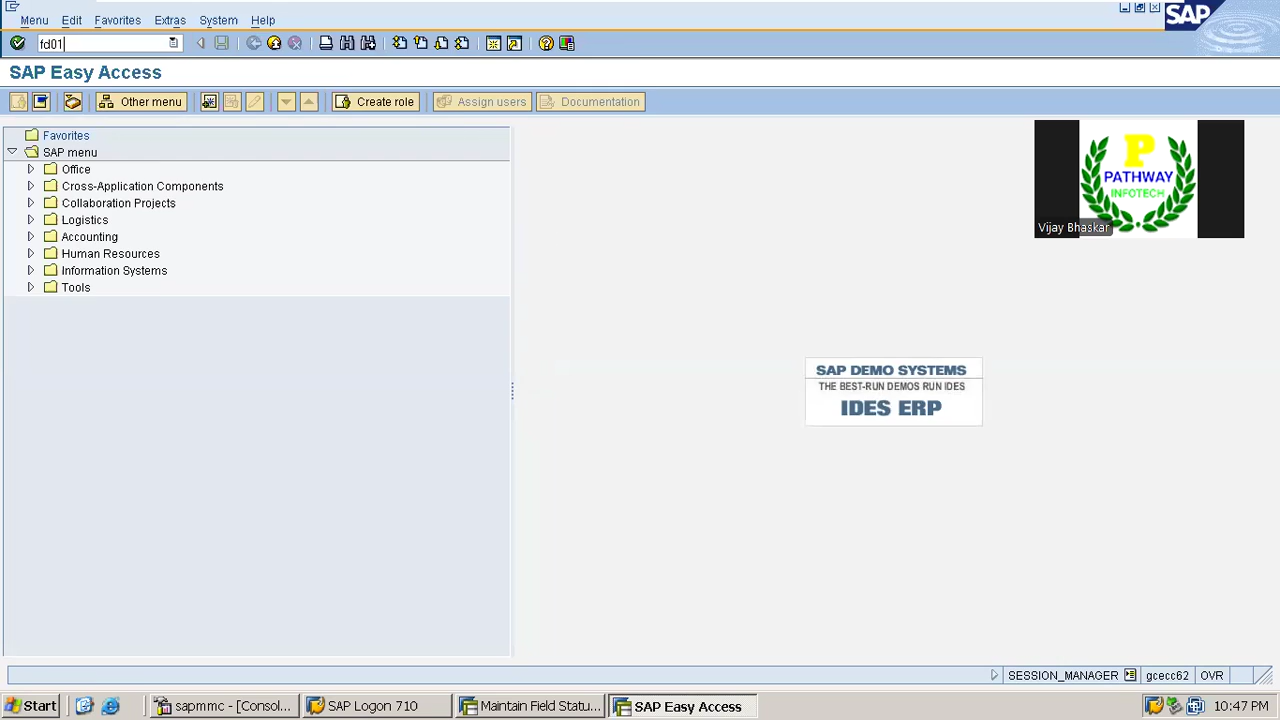 Menu Edit Favorites Extras System Help
SAP
fd01
SAP Easy Access
Other menu Create role Assign users Documentation
Favorites
SAP menu
Office
Cross-Application Components
Collaboration Projects
Logistics
Accounting
Human Resources
Information Systems
Tools
P
PATHWAY
INFOTECH
Vijay Bhaskar
SAP DEMO SYSTEMS
THE BEST-RUN DEMOS RUN IDES
IDES ERP
SESSION_MANAGER gcecc62 OVR
Start sapmmc - [Consol... SAP Logon 710 Maintain Field Statu... SAP Easy Access 10:47 PM